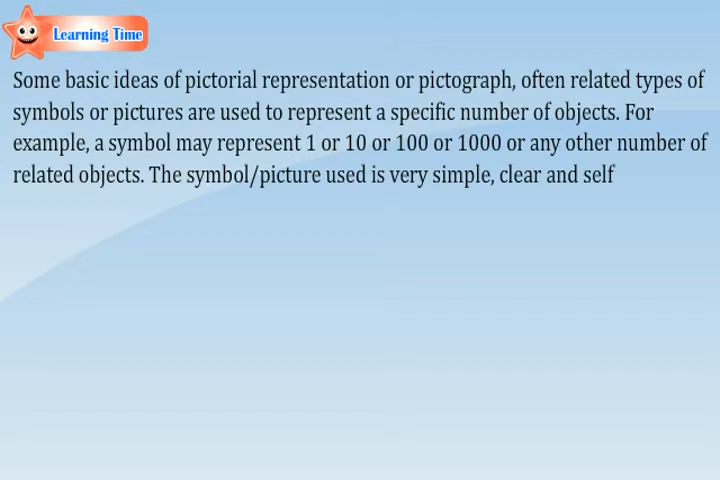 Learning Time
Some basic ideas of pictorial representation or pictograph, often related types of
symbols or pictures are used to represent a specific number of objects. For
example, a symbol may represent 1 or 10 or 100 or 1000 or any other number of
related objects. The symbol/picture used is very simple, clear and self